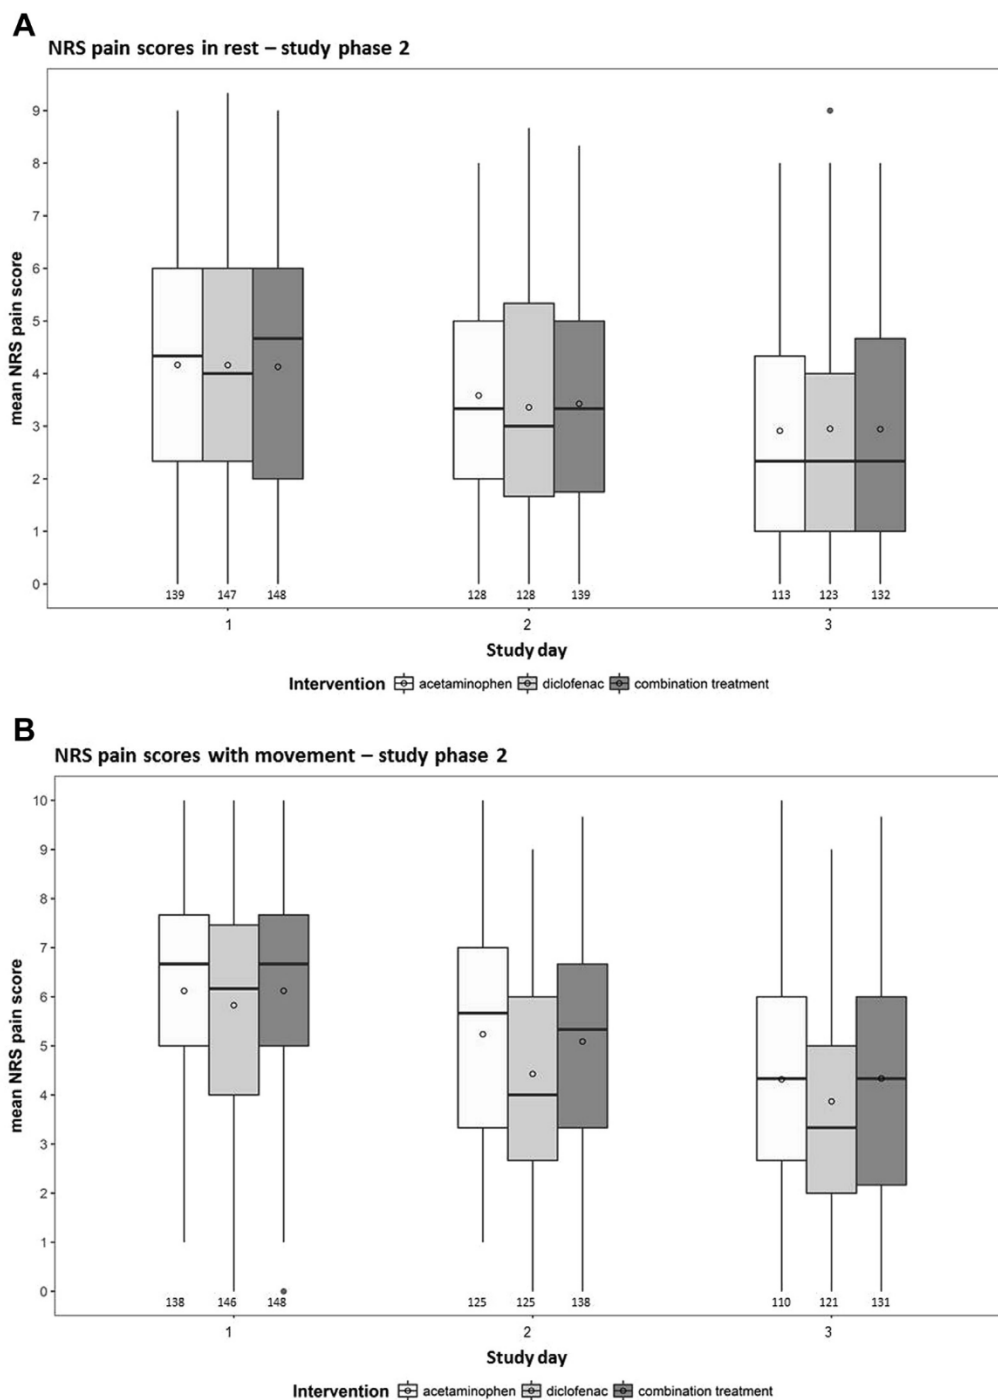 A
NRS pain scores in rest – study phase 2
mean NRS pain score
9
8
7
6
5
4
3
2
1
0
139 147 148 128 128 139 113 123 132
1 2 3
Study day
Intervention acetaminophen diclofenac combination treatment
B
NRS pain scores with movement – study phase 2
mean NRS pain score
10
9
8
7
6
5
4
3
2
1
0
138 146 148 125 125 138 110 121 131
1 2 3
Study day
Intervention acetaminophen diclofenac combination treatment